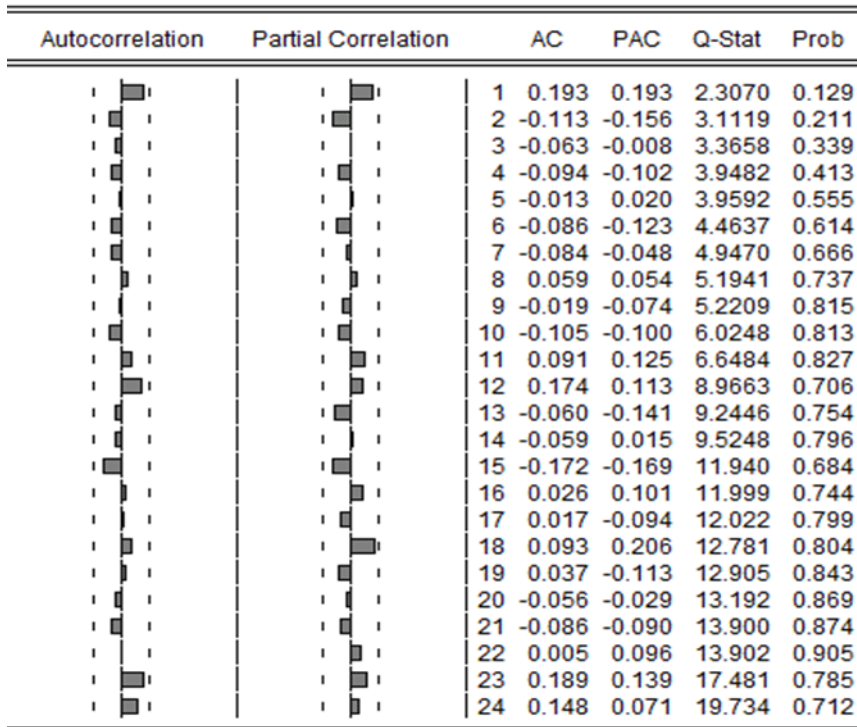 Autocorrelation Partial Correlation AC PAC Q-Stat Prob
1 0.193 0.193 2.3070 0.129
2 -0.113 -0.156 3.1119 0.211
3 -0.063 -0.008 3.3658 0.339
4 -0.094 -0.102 3.9482 0.413
5 -0.013 0.020 3.9592 0.555
6 -0.086 -0.123 4.4637 0.614
7 -0.084 -0.048 4.9470 0.666
8 0.059 0.054 5.1941 0.737
9 -0.019 -0.074 5.2209 0.815
10 -0.105 -0.100 6.0248 0.813
11 0.091 0.125 6.6484 0.827
12 0.174 0.113 8.9663 0.706
13 -0.060 -0.141 9.2446 0.754
14 -0.059 0.015 9.5248 0.796
15 -0.172 -0.169 11.940 0.684
16 0.026 0.101 11.999 0.744
17 0.017 -0.094 12.022 0.799
18 0.093 0.206 12.781 0.804
19 0.037 -0.113 12.905 0.843
20 -0.056 -0.029 13.192 0.869
21 -0.086 -0.090 13.900 0.874
22 0.005 0.096 13.902 0.905
23 0.189 0.139 17.481 0.785
24 0.148 0.071 19.734 0.712